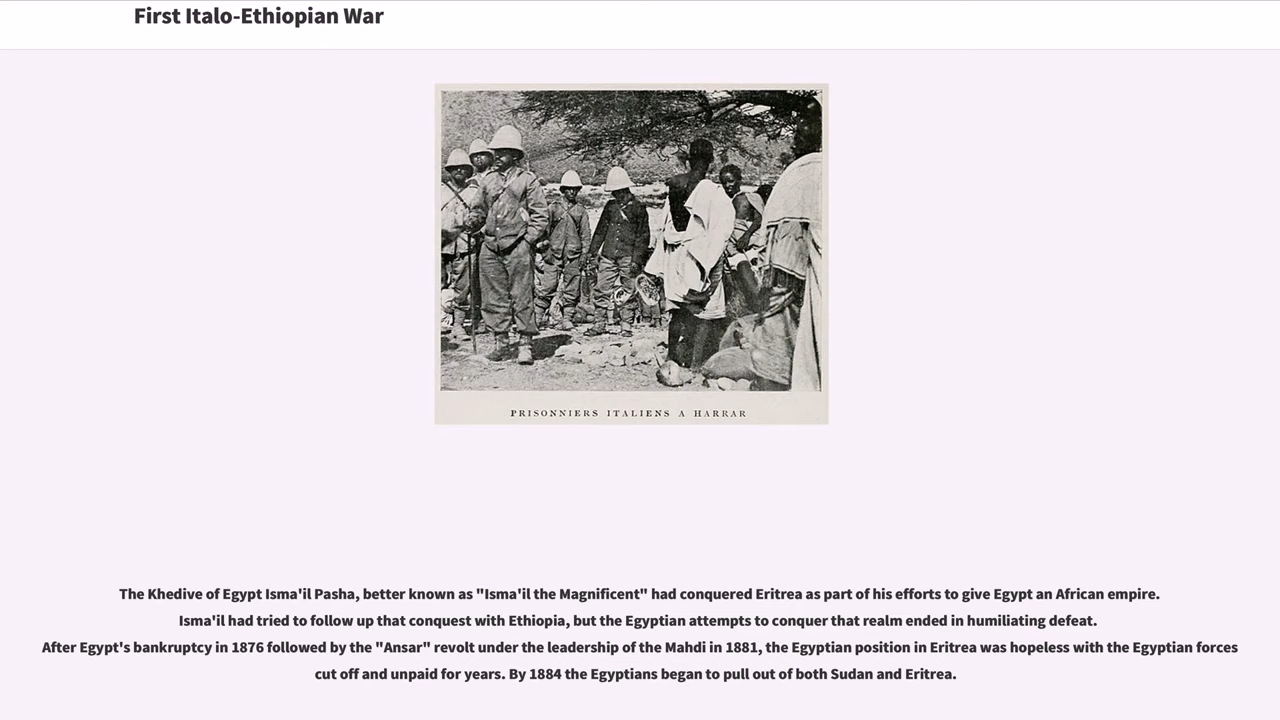 First Italo-Ethiopian War
PRISONNIERS ITALIENS A HARRAR
The Khedive of Egypt Isma'il Pasha, better known as "Isma'il the Magnificent" had conquered Eritrea as part of his efforts to give Egypt an African empire.
Isma'il had tried to follow up that conquest with Ethiopia, but the Egyptian attempts to conquer that realm ended in humiliating defeat.
After Egypt's bankruptcy in 1876 followed by the "Ansar" revolt under the leadership of the Mahdi in 1881, the Egyptian position in Eritrea was hopeless with the Egyptian forces
cut off and unpaid for years. By 1884 the Egyptians began to pull out of both Sudan and Eritrea.